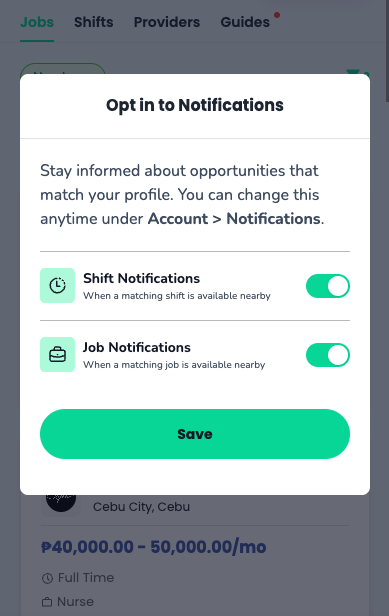 Jobs Shifts Providers Guides
Opt in to Notifications
Stay informed about opportunities that
match your profile. You can change this
anytime under Account > Notifications.
Shift Notifications
When a matching shift is available nearby
Job Notifications
When a matching job is available nearby
Save
Cebu City, Cebu
₱40,000.00 - 50,000.00/mo
Full Time
Nurse